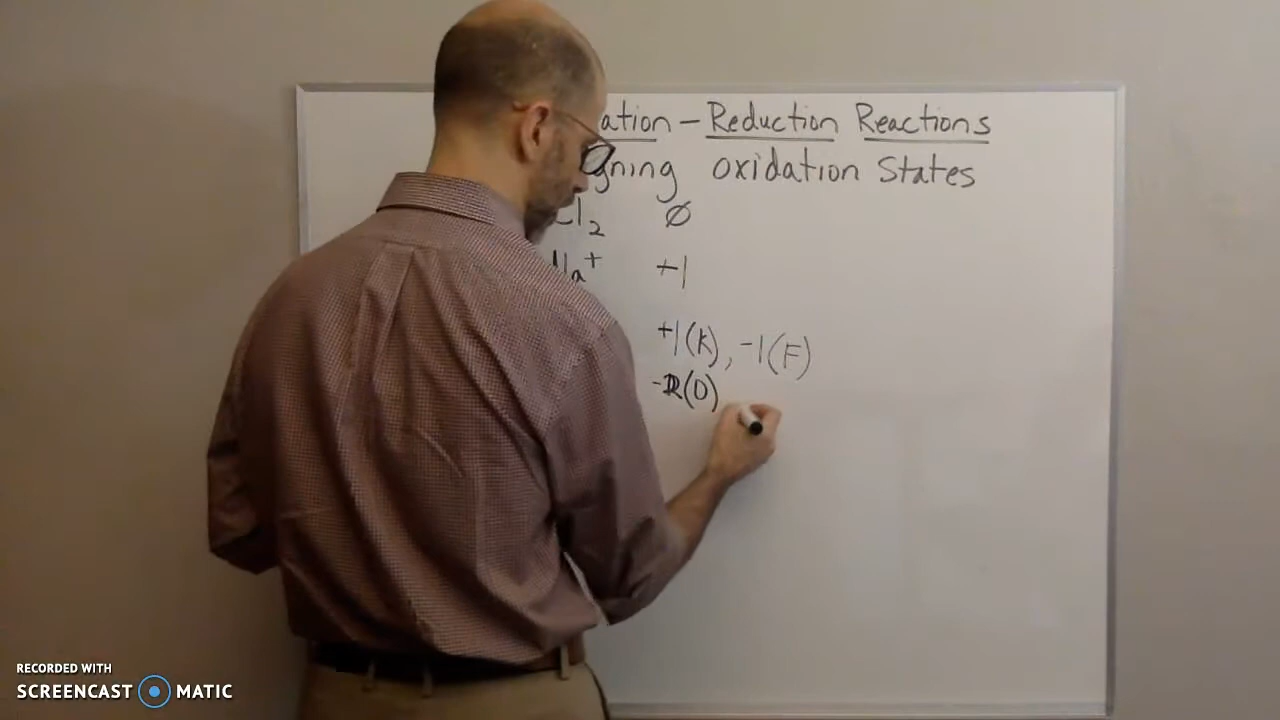 ation - Reduction Reactions
gning oxidation States
Cl₂ ∅
Na⁺ +1
+1(K), -1(F)
-2(O)
RECORDED WITH
SCREENCAST MATIC